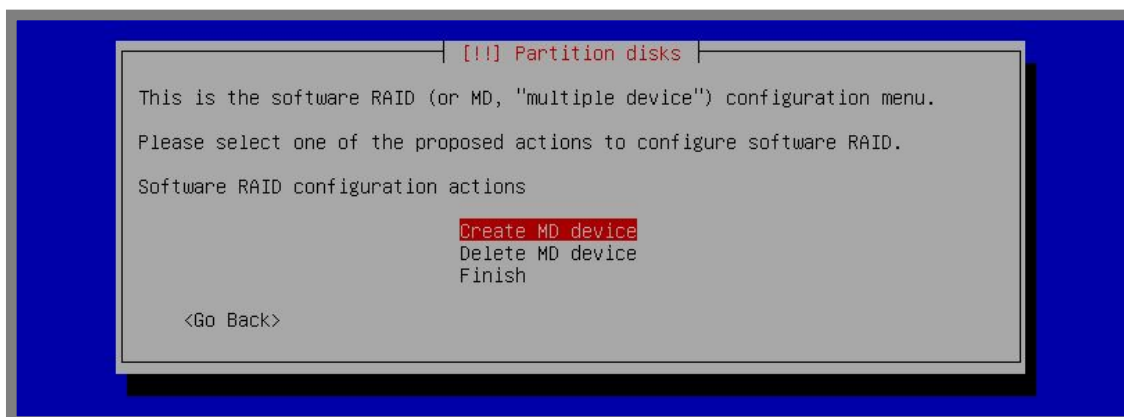 [!!] Partition disks
This is the software RAID (or MD, "multiple device") configuration menu.
Please select one of the proposed actions to configure software RAID.
Software RAID configuration actions
Create MD device
Delete MD device
Finish
<Go Back>